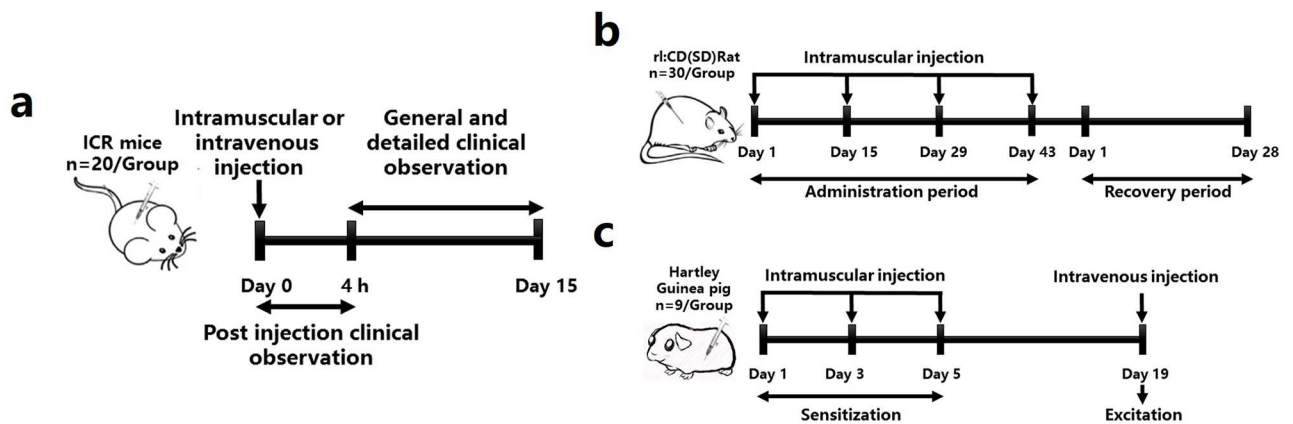 a
ICR mice
n=20/Group
Intramuscular or
intravenous
injection
General and
detailed clinical
observation
Day 0
4 h
Day 15
Post injection clinical
observation
b
rl:CD(SD)Rat
n=30/Group
Intramuscular injection
Day 1
Day 15
Day 29
Day 43
Day 1
Day 28
Administration period
Recovery period
c
Hartley
Guinea pig
n=9/Group
Intramuscular injection
Intravenous injection
Day 1
Day 3
Day 5
Day 19
Sensitization
Excitation